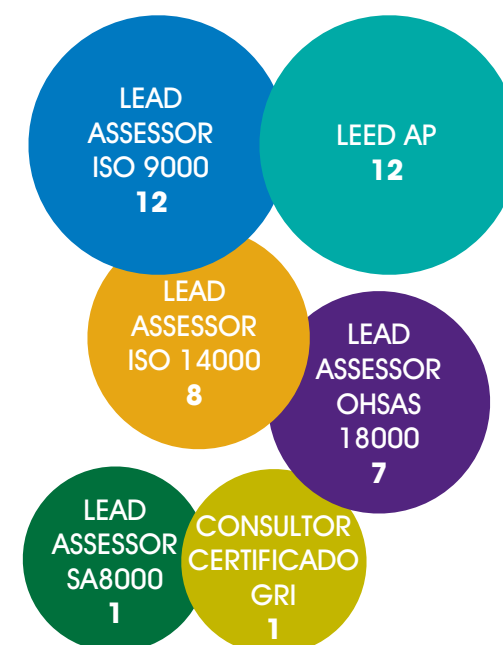 LEAD
ASSESSOR
ISO 9000
12
LEED AP
12
LEAD
ASSESSOR
ISO 14000
8
LEAD
ASSESSOR
OHSAS
18000
7
LEAD
ASSESSOR
SA8000
1
CONSULTOR
CERTIFICADO
GRI
1